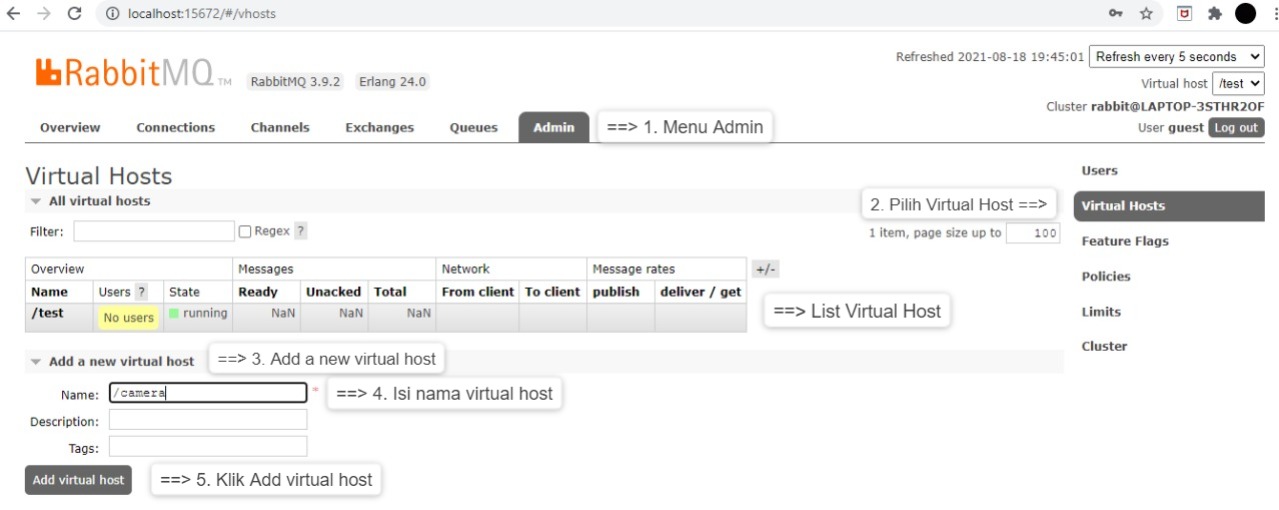 localhost:15672/#/vhosts
RabbitMQ TM RabbitMQ 3.9.2 Erlang 24.0
Refreshed 2021-08-18 19:45:01 Refresh every 5 seconds
Virtual host /test
Cluster rabbit@LAPTOP-3STHR2OF
User guest Log out
Overview Connections Channels Exchanges Queues Admin ==> 1. Menu Admin
Virtual Hosts
All virtual hosts
Filter: Regex ?
2. Pilih Virtual Host ==>
1 item, page size up to 100
Overview Messages Network Message rates +/-
Name Users ? State Ready Unacked Total From client To client publish deliver / get
/test No users running NaN NaN NaN
==> List Virtual Host
Add a new virtual host ==> 3. Add a new virtual host
Name: /camera * ==> 4. Isi nama virtual host
Description:
Tags:
Add virtual host ==> 5. Klik Add virtual host
Users
Virtual Hosts
Feature Flags
Policies
Limits
Cluster